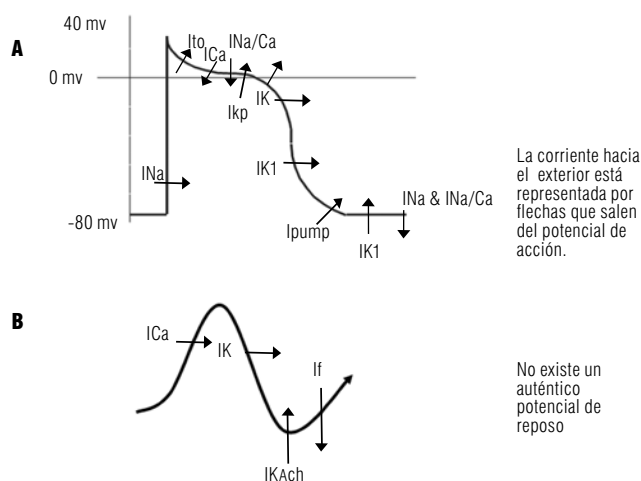 40 mv
A
Ito
ICa
INa/Ca
0 mv
Ikp
IK
INa
IK1
-80 mv
Ipump
INa & INa/Ca
IK1
La corriente hacia
el exterior está
representada por
flechas que salen
del potencial de
acción.
B
ICa
IK
If
IKAch
No existe un
auténtico
potencial de
reposo